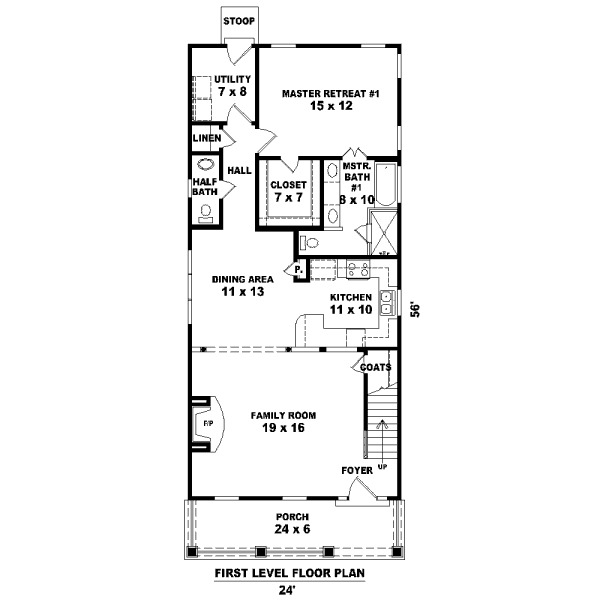 STOOP
UTILITY
7 x 8
MASTER RETREAT #1
15 x 12
LINEN
HALL
HALF
BATH
CLOSET
7 x 7
MSTR.
BATH
#1
8 x 10
P.
DINING AREA
11 x 13
KITCHEN
11 x 10
56'
COATS
FAMILY ROOM
19 x 16
F/P
UP
FOYER
PORCH
24 x 6
FIRST LEVEL FLOOR PLAN
24'